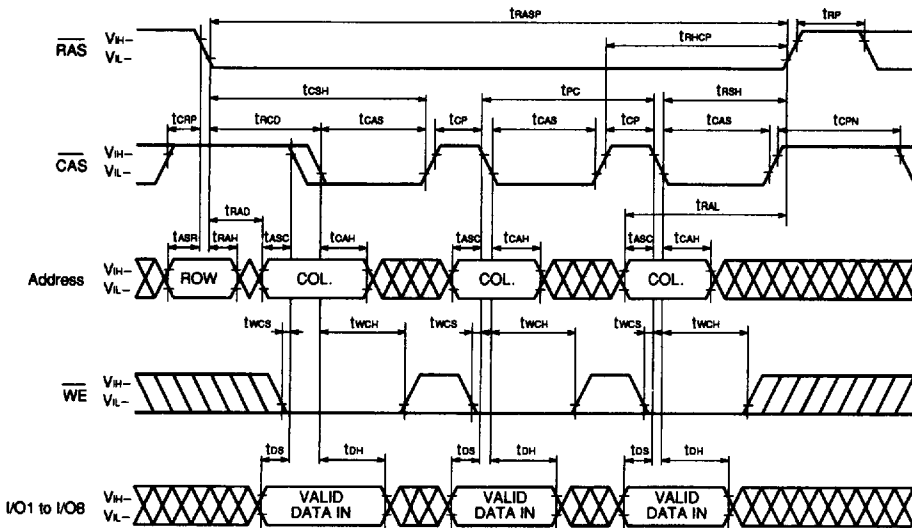 tRASP tRP
RAS VIH– VIL– tRHCP
tCSH tPC tRSH
tCRP tRCD tCAS tCP tCAS tCP tCAS tCPN
CAS VIH– VIL–
tRAD tRAL
tASR tRAH tASC tCAH tASC tCAH tASC tCAH
Address VIH– VIL– ROW COL. COL. COL.
tWCS tWCH tWCS tWCH tWCS tWCH
WE VIH– VIL–
tDS tDH tDS tDH tDS tDH
I/O1 to I/O8 VIH– VIL– VALID DATA IN VALID DATA IN VALID DATA IN